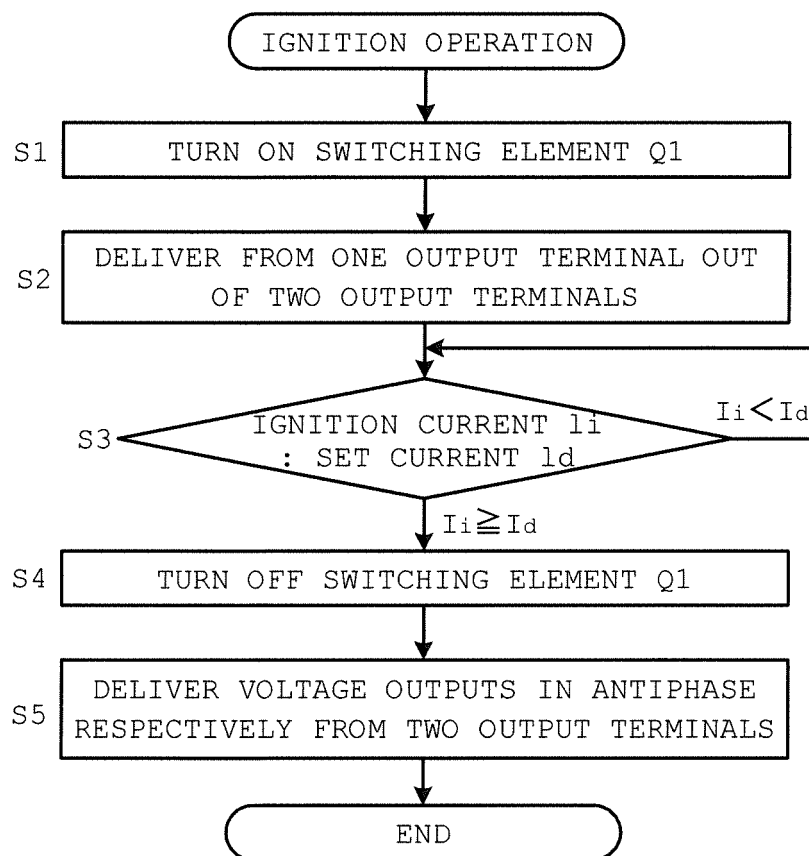 IGNITION OPERATION
S1
TURN ON SWITCHING ELEMENT Q1
S2
DELIVER FROM ONE OUTPUT TERMINAL OUT
OF TWO OUTPUT TERMINALS
S3
IGNITION CURRENT li
: SET CURRENT ld
Ii<Id
Ii≧Id
S4
TURN OFF SWITCHING ELEMENT Q1
S5
DELIVER VOLTAGE OUTPUTS IN ANTIPHASE
RESPECTIVELY FROM TWO OUTPUT TERMINALS
END